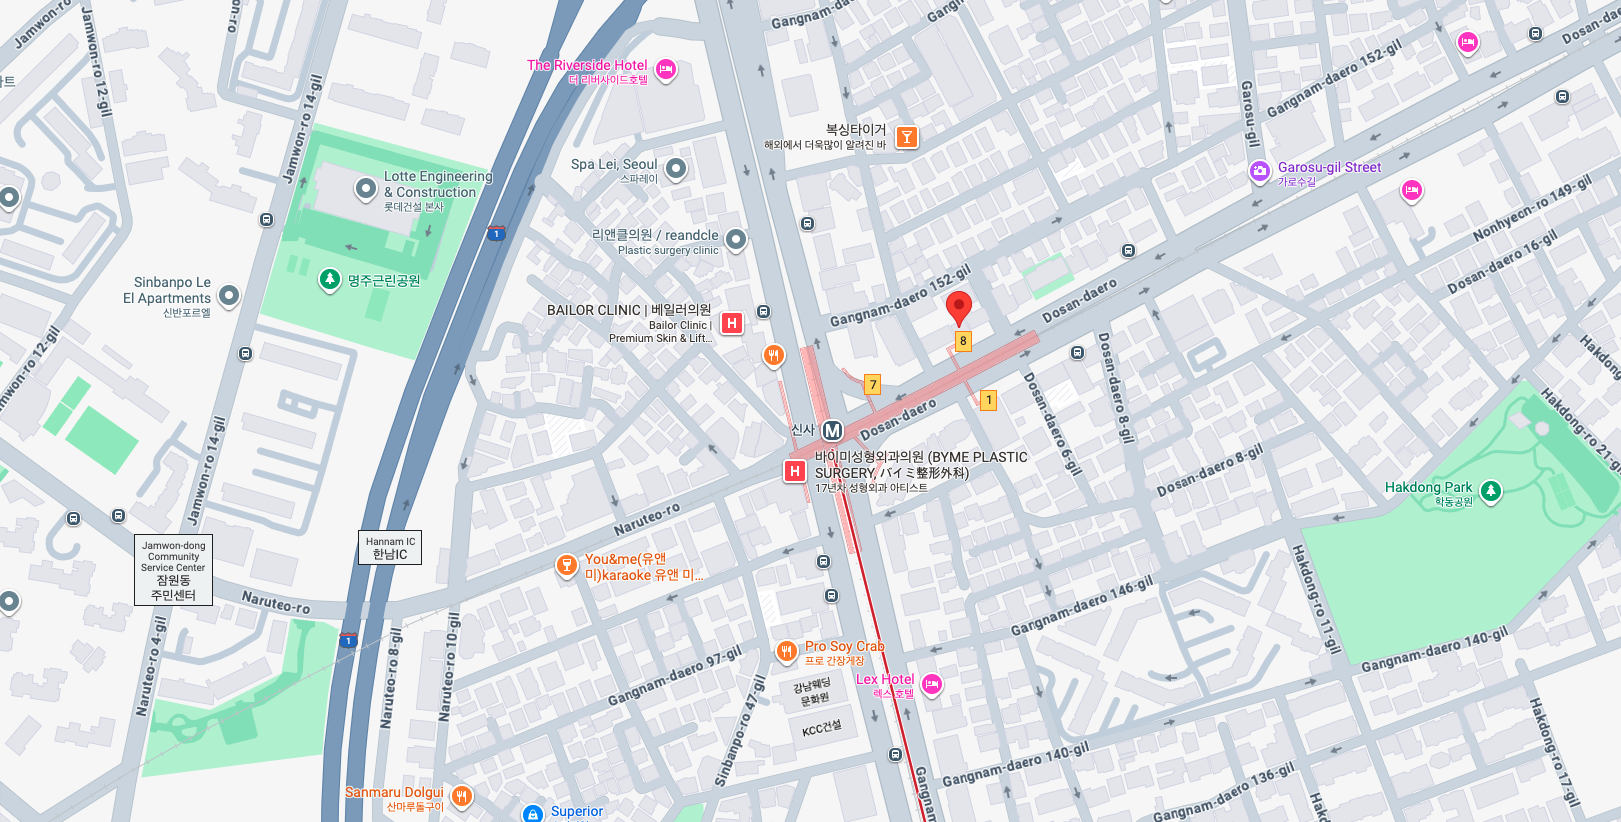 Jamwon-ro
Jamwon-ro 12-gil
Gangnam-daero
Gangnam-daero 152-gil
Dosan-daero
The Riverside Hotel
더 리버사이드호텔
Jamwon-ro 14-gil
Garosu-gil
복싱타이거
해외에서 더욱많이 알려진 바
Spa Lei, Seoul
스파레이
Lotte Engineering
& Construction
롯데건설 본사
Garosu-gil Street
가로수길
Nonhyeon-ro 149-gil
1
리앤클의원 / reandcle
Plastic surgery clinic
Dosan-daero 16-gil
명주근린공원
Sinbanpo Le
El Apartments
신반포르엘
Gangnam-daero 152-gil
Dosan-daero
BAILOR CLINIC | 베일러의원
Bailor Clinic |
Premium Skin & Lift...
H
8
7
1
Jamwon-ro 12-gil
Hakdong-ro
Dosan-daero 8-gil
Dosan-daero 6-gil
Hakdong-ro 21-g
Dosan-daero
신사
M
바이미성형외과의원 (BYME PLASTIC
SURGERY, バイミ整形外科)
17년차 성형외과 아티스트
H
Dosan-daero 8-gil
Hakdong Park
학동공원
Jamwon-ro 14-gil
Naruteo-ro
Jamwon-dong
Community
Service Center
잠원동
주민센터
Hannam IC
한남IC
You&me(유앤
미)karaoke 유앤 미...
Naruteo-ro
Gangnam-daero 146-gil
Hakdong-ro 11-gil
1
Naruteo-ro 4-gil
Naruteo-ro 8-gil
Naruteo-ro 10-gil
Gangnam-daero 97-gil
Pro Soy Crab
프로 간장게장
Gangnam-daero 140-gil
Lex Hotel
렉스호텔
강남웨딩
문화원
KCC건설
Sinbanpo-ro 47-gil
Gangnam-daero 140-gil
Hakdong-ro 17-gil
Gangnam-daero 136-gil
Gangnam
Sanmaru Dolgui
산마루돌구이
Superior